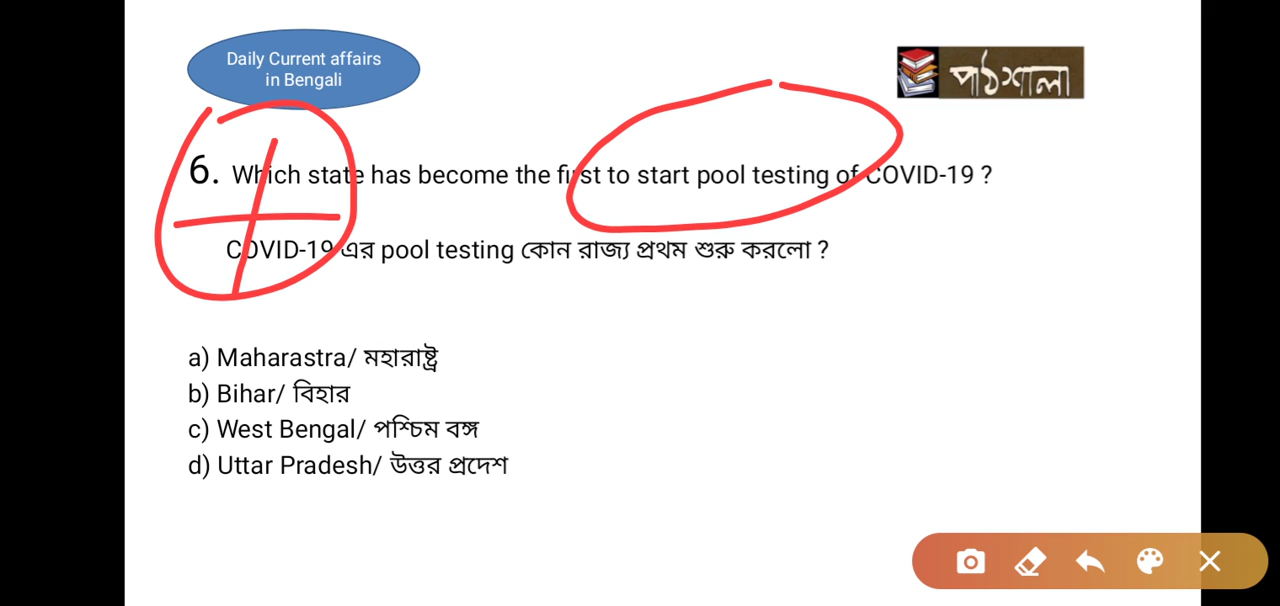 Daily Current affairs
in Bengali
পাঠশালা
6. Which state has become the first to start pool testing of COVID-19 ?
COVID-19 এর pool testing কোন রাজ্য প্রথম শুরু করলো ?
a) Maharastra/ মহারাষ্ট্র
b) Bihar/ বিহার
c) West Bengal/ পশ্চিম বঙ্গ
d) Uttar Pradesh/ উত্তর প্রদেশ